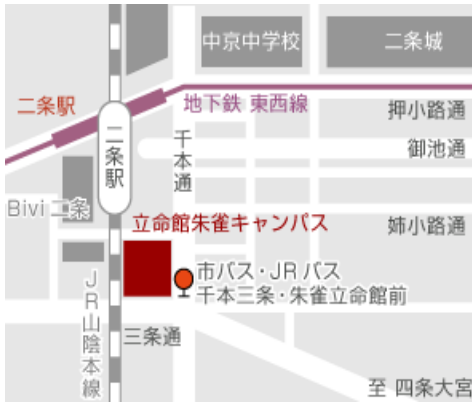 中京中学校
二条城
二条駅
地下鉄 東西線
押小路通
二条駅
千本通
御池通
Bivi 二条
立命館朱雀キャンパス
姉小路通
市バス・JRバス
千本三条・朱雀立命館前
JR山陰本線
三条通
至 四条大宮